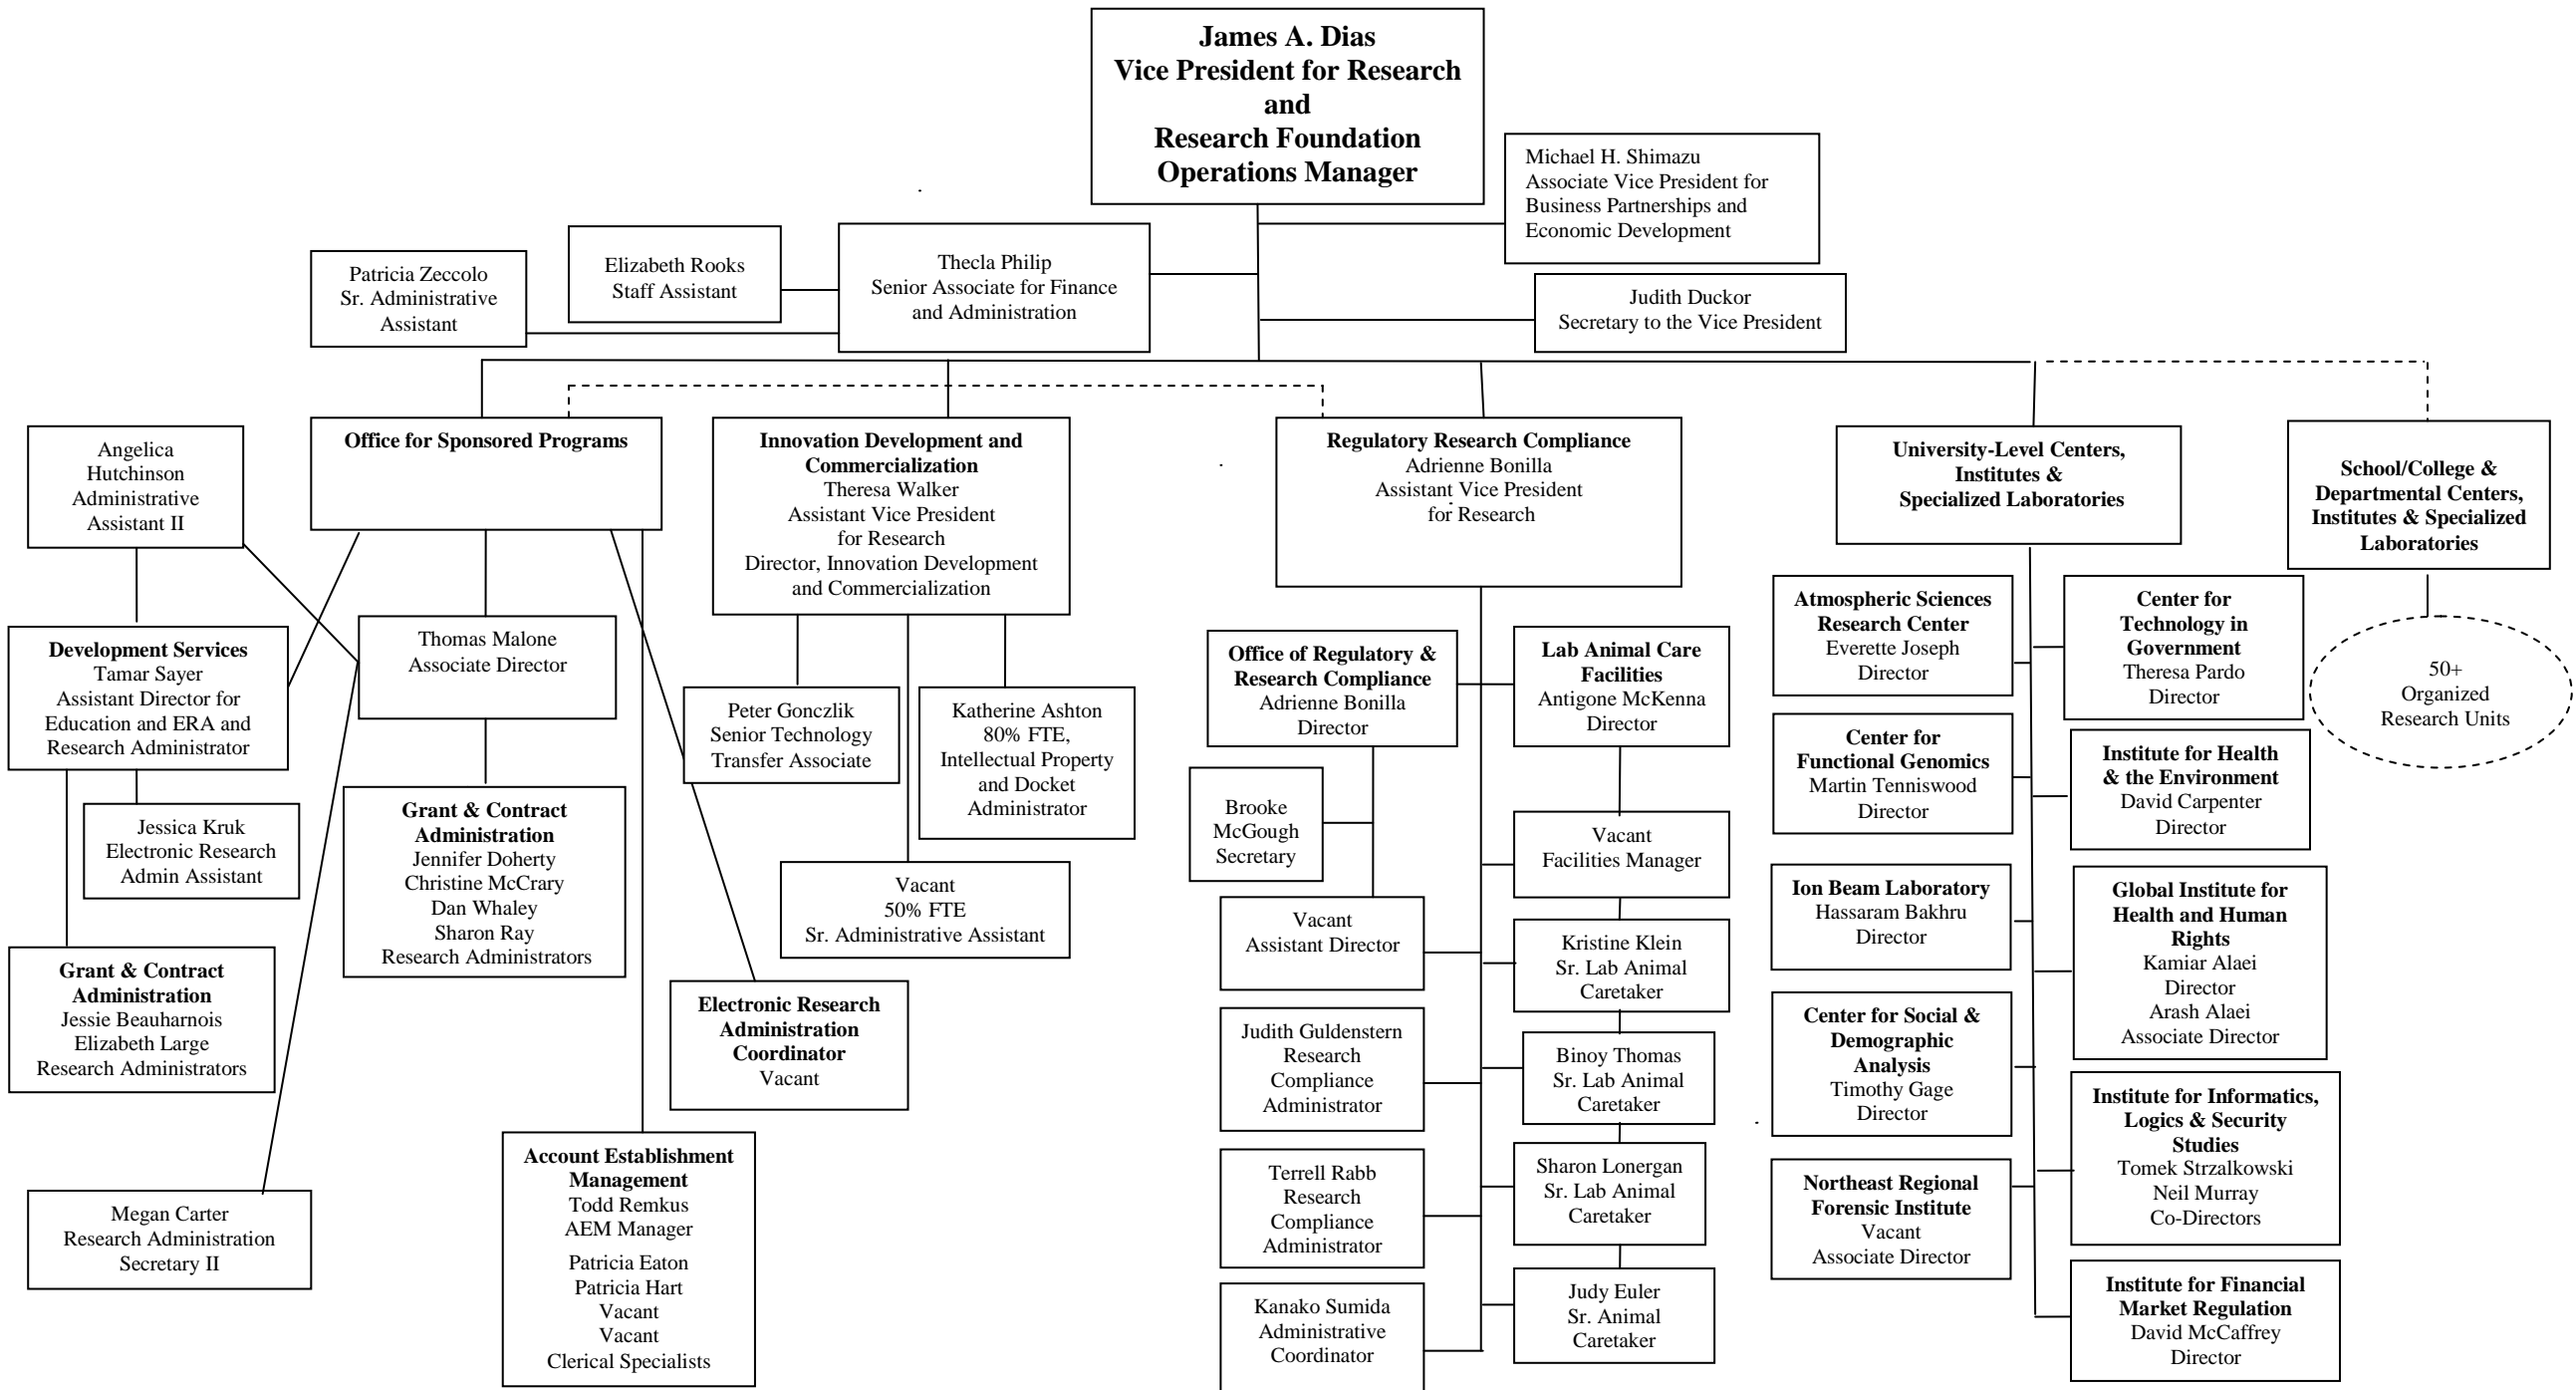 James A. Dias
Vice President for Research
and
Research Foundation
Operations Manager
Michael H. Shimazu
Associate Vice President for
Business Partnerships and
Economic Development
Patricia Zeccolo
Sr. Administrative
Assistant
Elizabeth Rooks
Staff Assistant
Thecla Philip
Senior Associate for Finance
and Administration
Judith Duckor
Secretary to the Vice President
Angelica
Hutchinson
Administrative
Assistant II
Office for Sponsored Programs
Innovation Development and
Commercialization
Theresa Walker
Assistant Vice President
for Research
Director, Innovation Development
and Commercialization
Regulatory Research Compliance
Adrienne Bonilla
Assistant Vice President
for Research
University-Level Centers,
Institutes &
Specialized Laboratories
School/College &
Departmental Centers,
Institutes & Specialized
Laboratories
Development Services
Tamar Sayer
Assistant Director for
Education and ERA and
Research Administrator
Thomas Malone
Associate Director
Peter Gonczlik
Senior Technology
Transfer Associate
Katherine Ashton
80% FTE,
Intellectual Property
and Docket
Administrator
Office of Regulatory &
Research Compliance
Adrienne Bonilla
Director
Lab Animal Care
Facilities
Antigone McKenna
Director
Atmospheric Sciences
Research Center
Everette Joseph
Director
Center for
Technology in
Government
Theresa Pardo
Director
50+
Organized
Research Units
Center for
Functional Genomics
Martin Tenniswood
Director
Institute for Health
& the Environment
David Carpenter
Director
Jessica Kruk
Electronic Research
Admin Assistant
Grant & Contract
Administration
Jennifer Doherty
Christine McCrary
Dan Whaley
Sharon Ray
Research Administrators
Vacant
50% FTE
Sr. Administrative Assistant
Brooke
McGough
Secretary
Vacant
Facilities Manager
Ion Beam Laboratory
Hassaram Bakhru
Director
Global Institute for
Health and Human
Rights
Kamiar Alaei
Director
Arash Alaei
Associate Director
Grant & Contract
Administration
Jessie Beauharnois
Elizabeth Large
Research Administrators
Electronic Research
Administration
Coordinator
Vacant
Vacant
Assistant Director
Kristine Klein
Sr. Lab Animal
Caretaker
Center for Social &
Demographic
Analysis
Timothy Gage
Director
Judith Guldenstern
Research
Compliance
Administrator
Binoy Thomas
Sr. Lab Animal
Caretaker
Institute for Informatics,
Logics & Security
Studies
Tomek Strzalkowski
Neil Murray
Co-Directors
Megan Carter
Research Administration
Secretary II
Account Establishment
Management
Todd Remkus
AEM Manager
Patricia Eaton
Patricia Hart
Vacant
Vacant
Clerical Specialists
Terrell Rabb
Research
Compliance
Administrator
Sharon Lonergan
Sr. Lab Animal
Caretaker
Northeast Regional
Forensic Institute
Vacant
Associate Director
Kanako Sumida
Administrative
Coordinator
Judy Euler
Sr. Animal
Caretaker
Institute for Financial
Market Regulation
David McCaffrey
Director